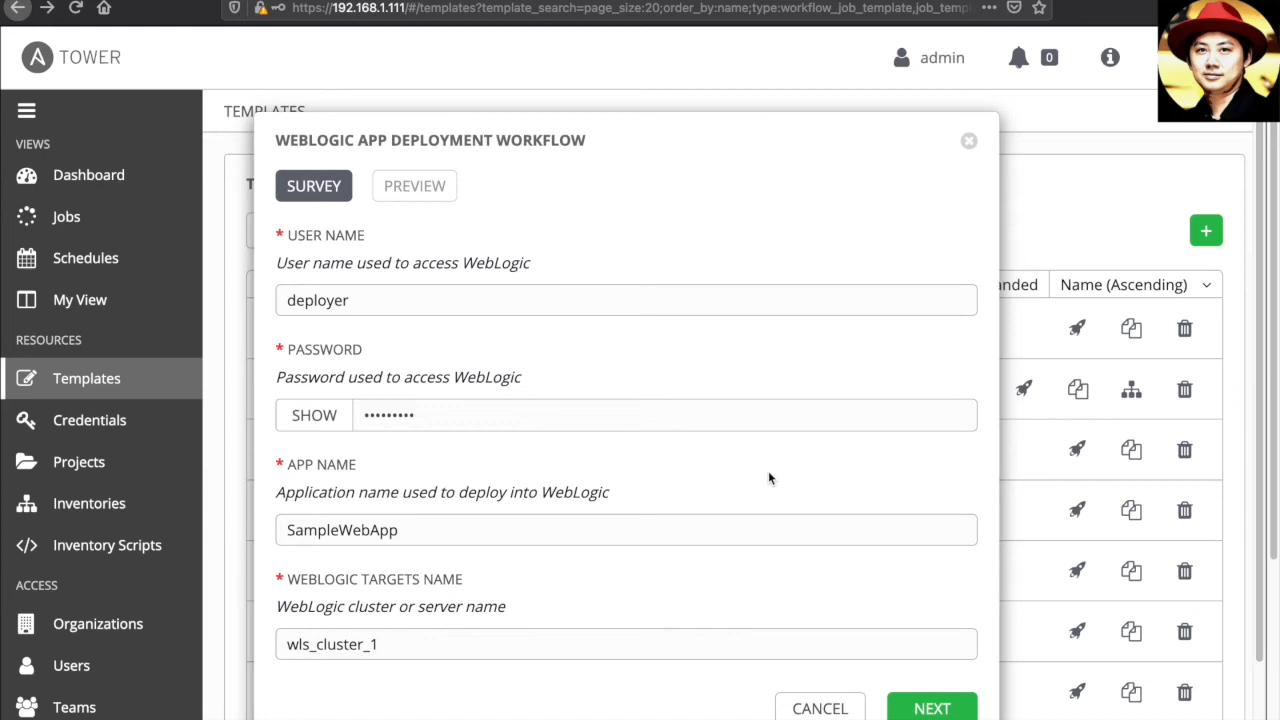 https://192.168.1.111/#/templates?template_search=page_size:20;order_by:name;type:workflow_job_template,job_temp
TOWER
admin
0
VIEWS
Dashboard
Jobs
Schedules
My View
RESOURCES
Templates
Credentials
Projects
Inventories
Inventory Scripts
ACCESS
Organizations
Users
Teams
TEMPLATES
WEBLOGIC APP DEPLOYMENT WORKFLOW
SURVEY
PREVIEW
* USER NAME
User name used to access WebLogic
deployer
* PASSWORD
Password used to access WebLogic
SHOW •••••••••
* APP NAME
Application name used to deploy into WebLogic
SampleWebApp
* WEBLOGIC TARGETS NAME
WebLogic cluster or server name
wls_cluster_1
CANCEL
NEXT
Name (Ascending)